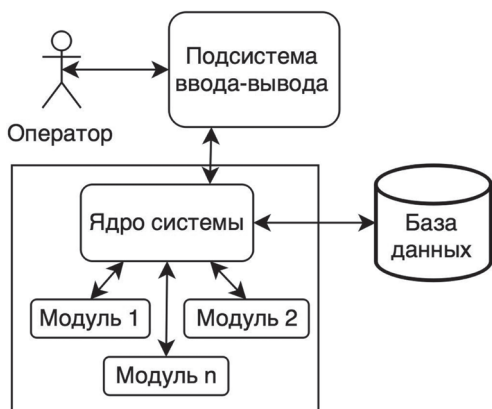 Подсистема
ввода-вывода
Оператор
Ядро системы
База
данных
Модуль 1
Модуль 2
Модуль n